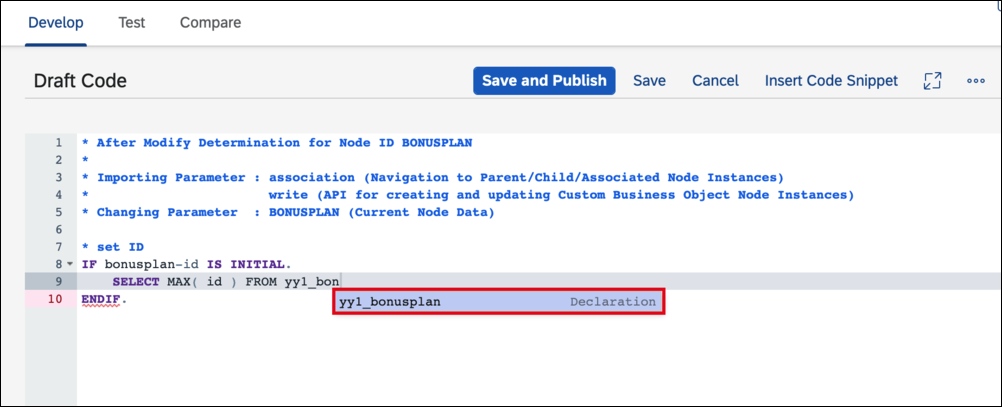 Develop Test Compare
Draft Code Save and Publish Save Cancel Insert Code Snippet
1 * After Modify Determination for Node ID BONUSPLAN
2 *
3 * Importing Parameter : association (Navigation to Parent/Child/Associated Node Instances)
4 * write (API for creating and updating Custom Business Object Node Instances)
5 * Changing Parameter : BONUSPLAN (Current Node Data)
6
7 * set ID
8 IF bonusplan-id IS INITIAL.
9 SELECT MAX( id ) FROM yy1_bon
10 ENDIF.
yy1_bonusplan Declaration